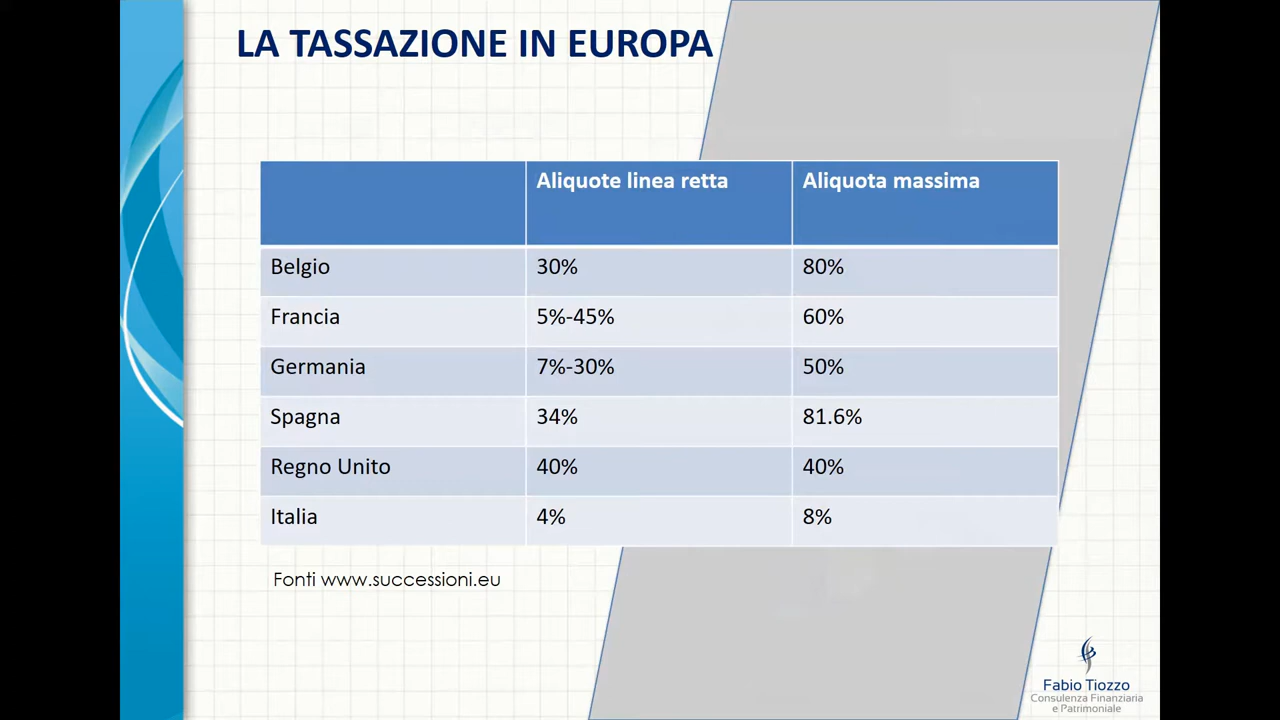 LA TASSAZIONE IN EUROPA
Aliquote linea retta Aliquota massima
Belgio 30% 80%
Francia 5%-45% 60%
Germania 7%-30% 50%
Spagna 34% 81.6%
Regno Unito 40% 40%
Italia 4% 8%
Fonti www.successioni.eu
Fabio Tiozzo
Consulenza Finanziaria
e Patrimoniale